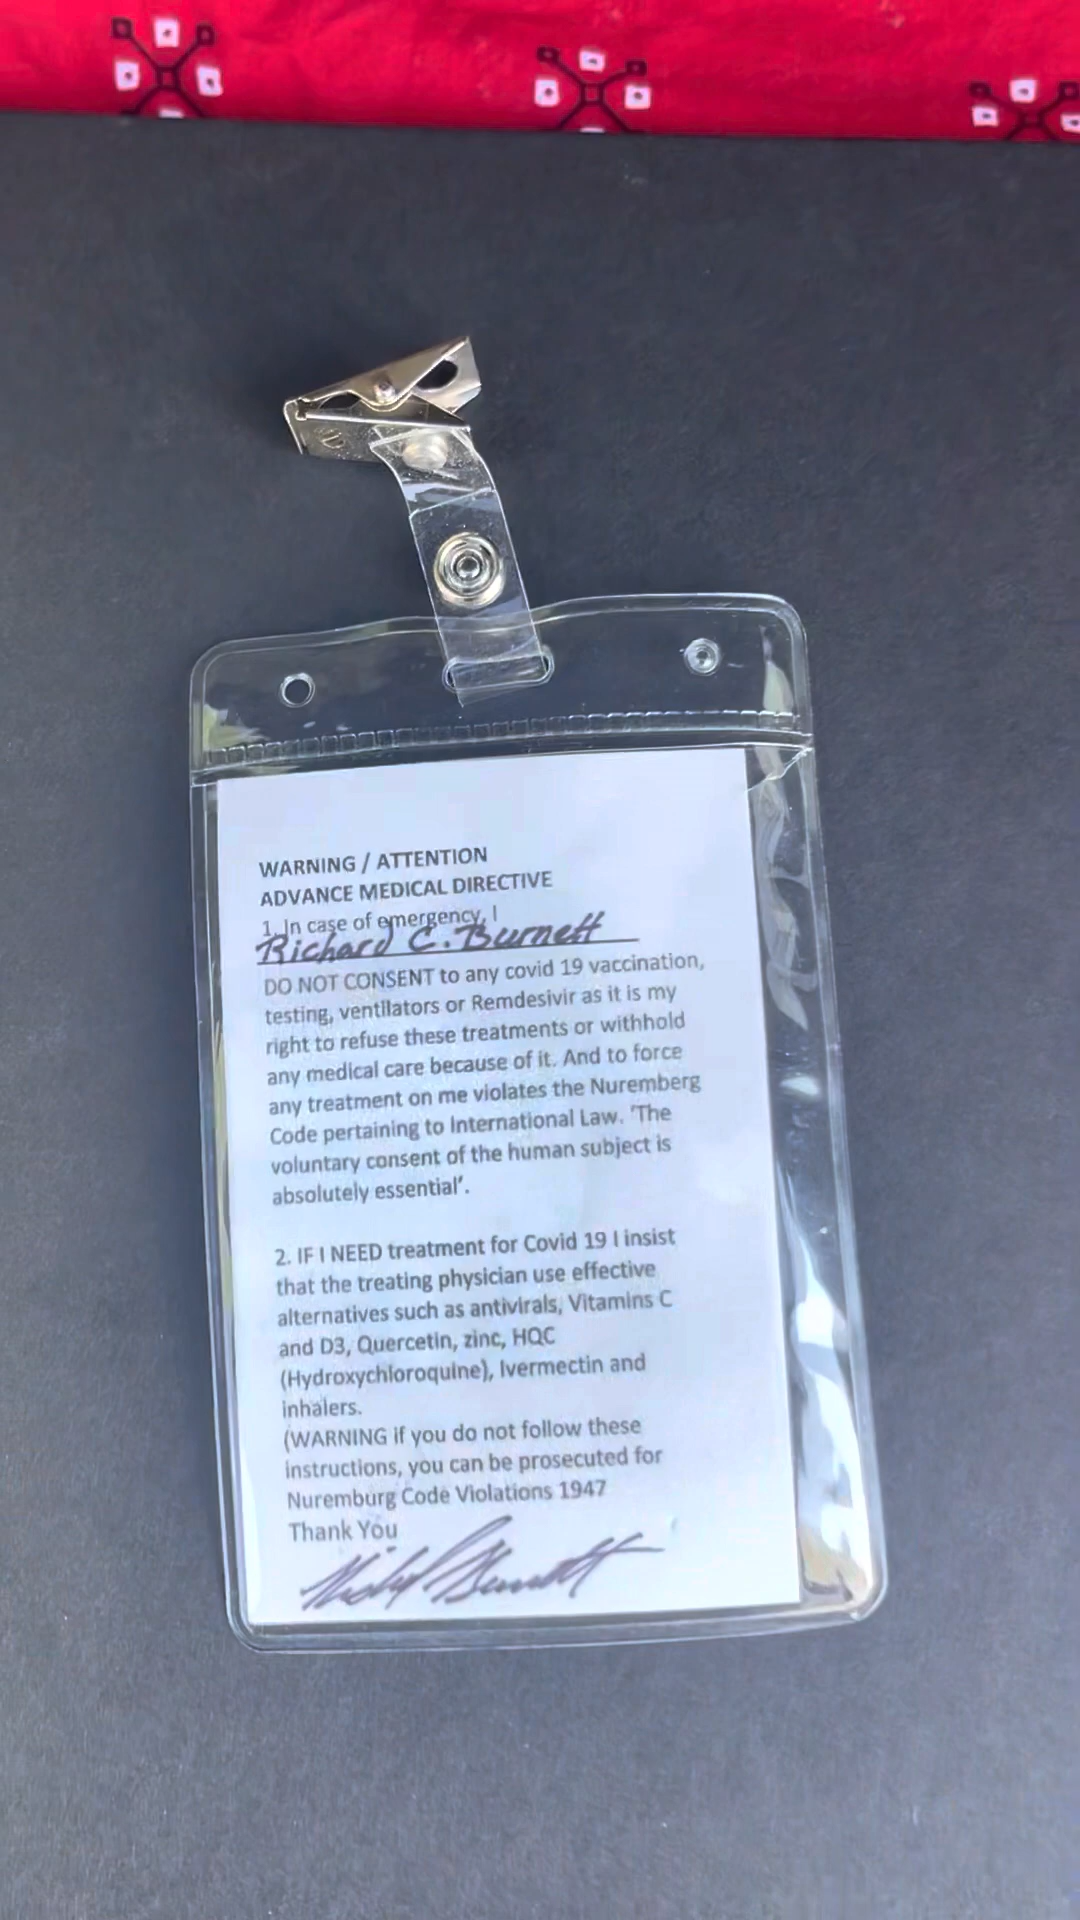 WARNING / ATTENTION
ADVANCE MEDICAL DIRECTIVE
1. In case of emergency, I
Richard C. Burnett
DO NOT CONSENT to any covid 19 vaccination,
testing, ventilators or Remdesivir as it is my
right to refuse these treatments or withhold
any medical care because of it. And to force
any treatment on me violates the Nuremberg
Code pertaining to International Law. 'The
voluntary consent of the human subject is
absolutely essential'.
2. IF I NEED treatment for Covid 19 I insist
that the treating physician use effective
alternatives such as antivirals, Vitamins C
and D3, Quercetin, zinc, HQC
(Hydroxychloroquine), Ivermectin and
inhalers.
(WARNING if you do not follow these
instructions, you can be prosecuted for
Nuremburg Code Violations 1947
Thank You